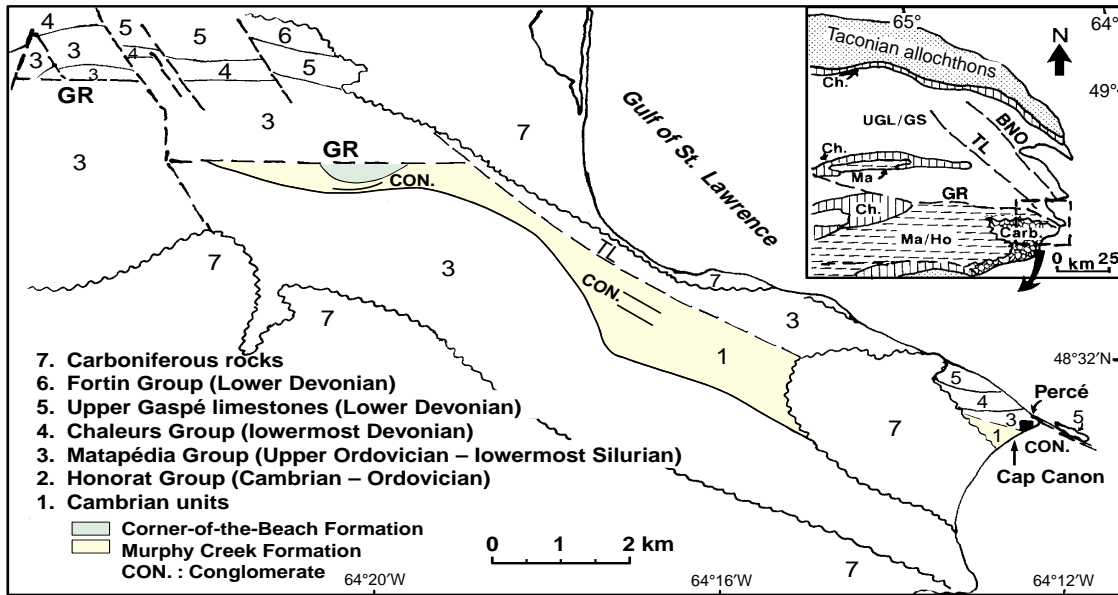 4
5
5
6
3
3
4
4
5
3
GR
3
7
GR
3
CON.
Gulf of St. Lawrence
TL
7
CON.
7
3
7
3
1
48°32'N
5
Percé
4
3
5
1
7
CON.
Cap Canon
7
7. Carboniferous rocks
6. Fortin Group (Lower Devonian)
5. Upper Gaspé limestones (Lower Devonian)
4. Chaleurs Group (lowermost Devonian)
3. Matapédia Group (Upper Ordovician – lowermost Silurian)
2. Honorat Group (Cambrian – Ordovician)
1. Cambrian units
Corner-of-the-Beach Formation
Murphy Creek Formation
CON. : Conglomerate
0 1 2 km
64°20'W
64°16'W
64°12'W
65°
64°
Taconian allochthons
N
Ch.
49°
UGL/GS
BNO
TL
Ch.
Ma
GR
Ch.
Carb.
Ma/Ho
0 km 25